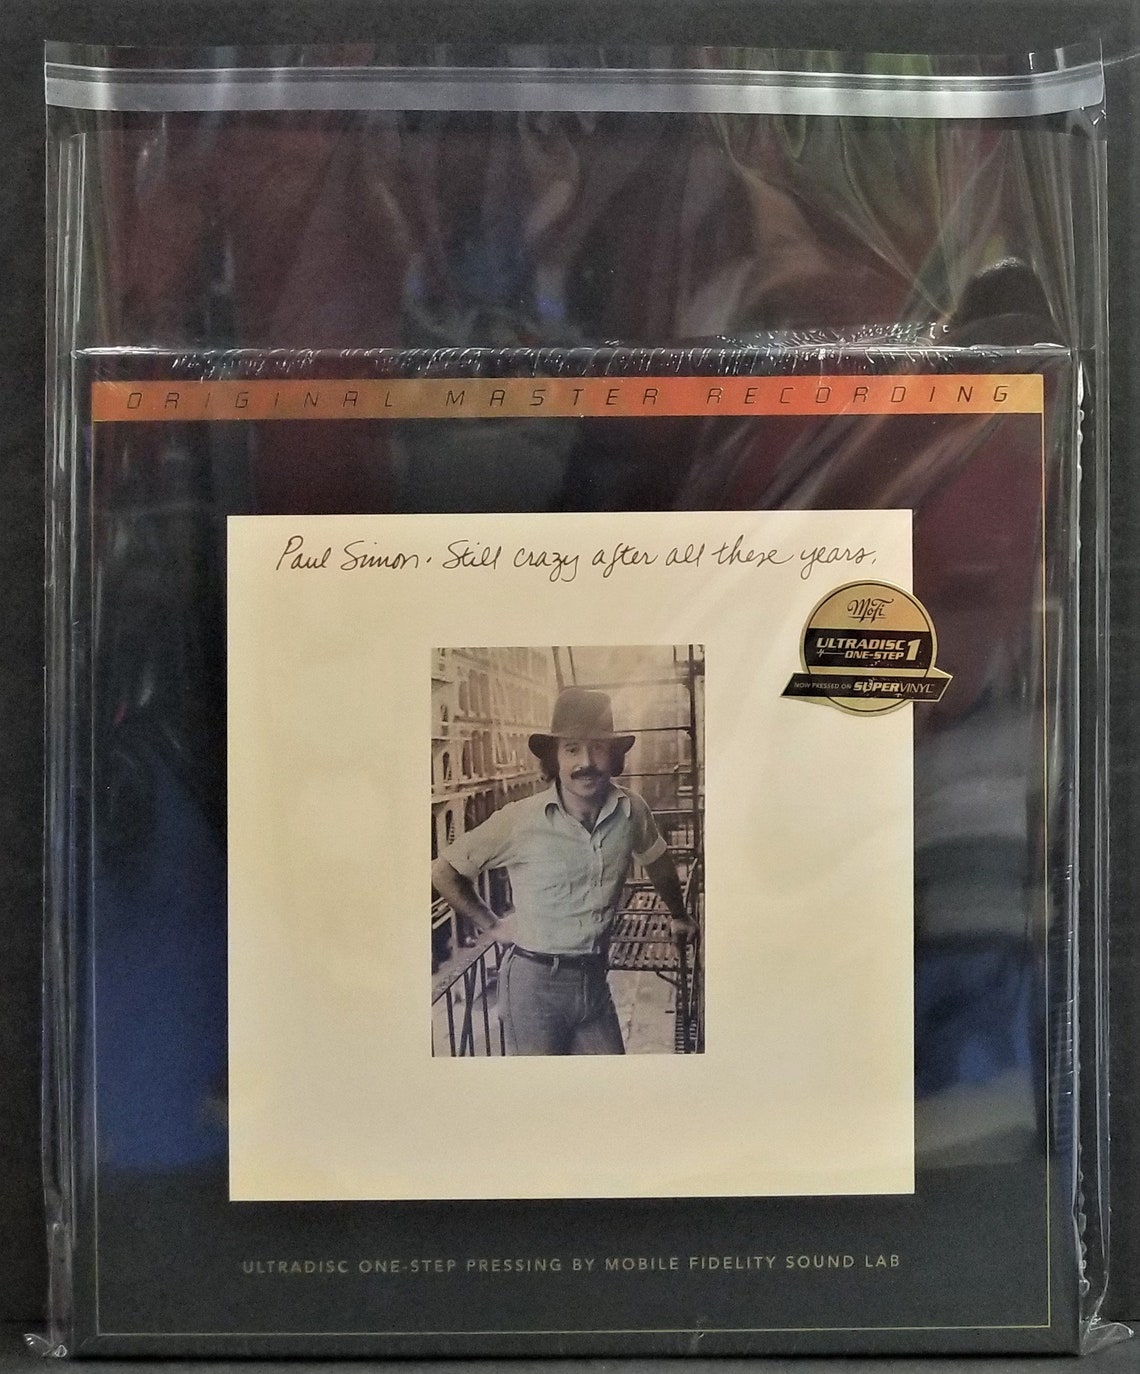 ORIGINAL MASTER RECORDING
Paul Simon. Still crazy after all these years.
MoFi
ULTRADISC
ONE-STEP 1
NOW PRESSED ON SUPERVINYL™
ULTRADISC ONE-STEP PRESSING BY MOBILE FIDELITY SOUND LAB